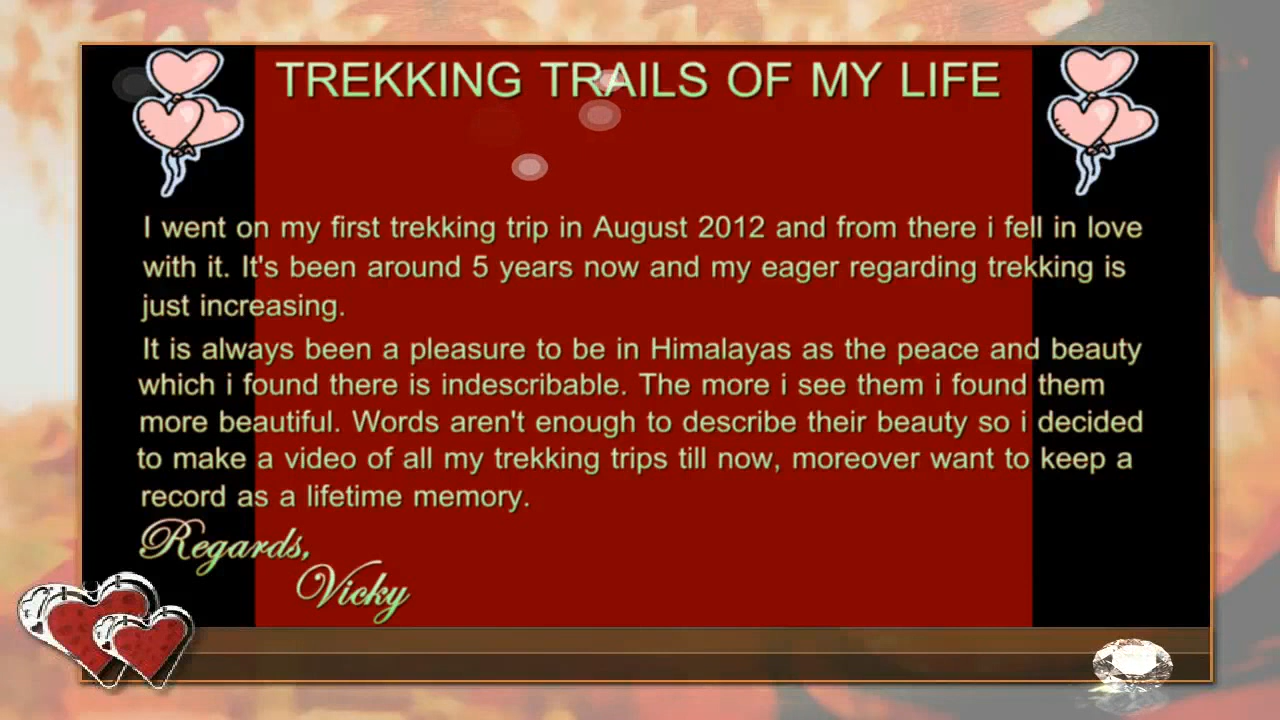 TREKKING TRAILS OF MY LIFE
I went on my first trekking trip in August 2012 and from there i fell in love
with it. It's been around 5 years now and my eager regarding trekking is
just increasing.
It is always been a pleasure to be in Himalayas as the peace and beauty
which i found there is indescribable. The more i see them i found them
more beautiful. Words aren't enough to describe their beauty so i decided
to make a video of all my trekking trips till now, moreover want to keep a
record as a lifetime memory.
Regards,
Vicky